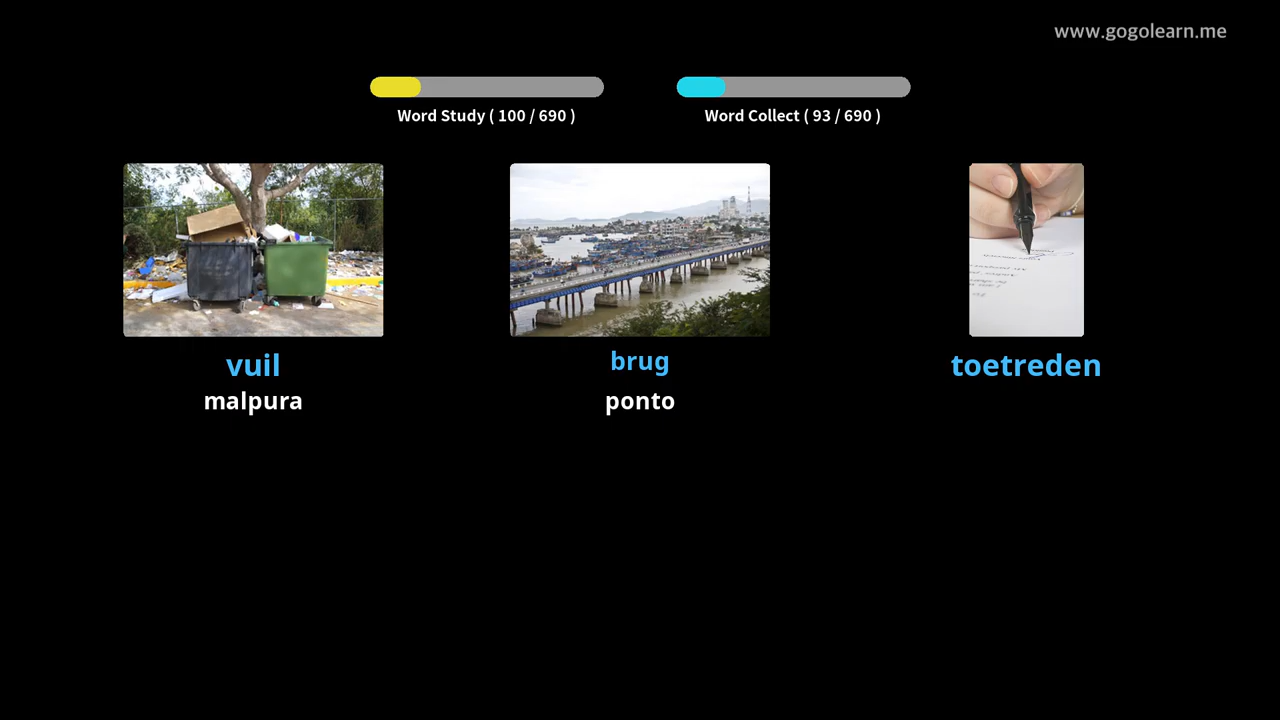 www.gogolearn.me
Word Study ( 100 / 690 )
Word Collect ( 93 / 690 )
vuil
malpura
brug
ponto
toetreden